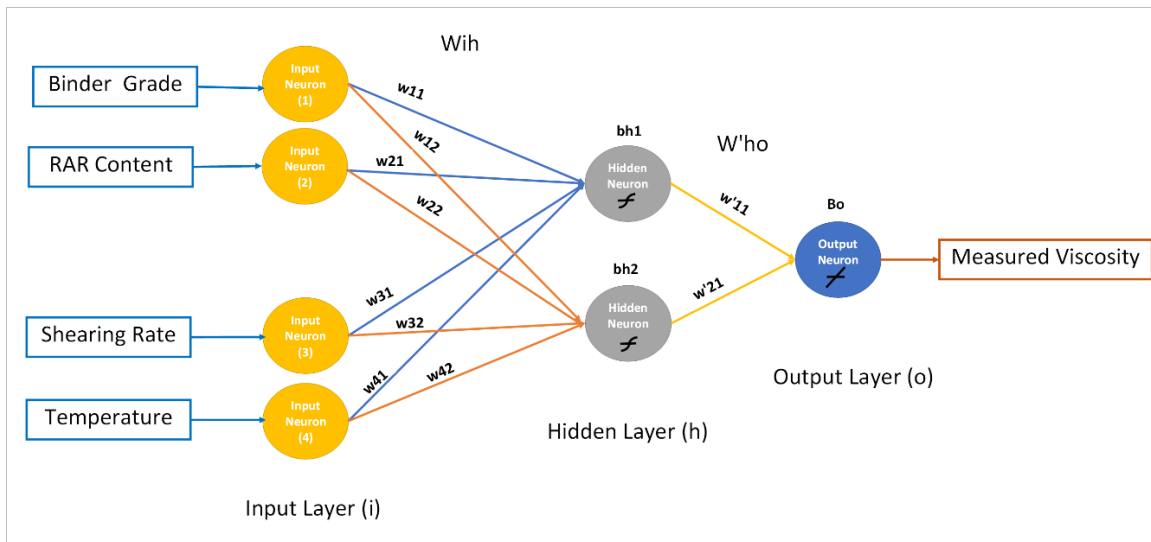 Wih
Binder Grade
Input
Neuron
(1)
w11
w12
RAR Content
Input
Neuron
(2)
w21
w22
bh1
Hidden
Neuron
W'ho
w'11
Bo
Output
Neuron
Measured Viscosity
bh2
Hidden
Neuron
w'21
Shearing Rate
Input
Neuron
(3)
w31
w32
Temperature
Input
Neuron
(4)
w41
w42
Output Layer (o)
Hidden Layer (h)
Input Layer (i)